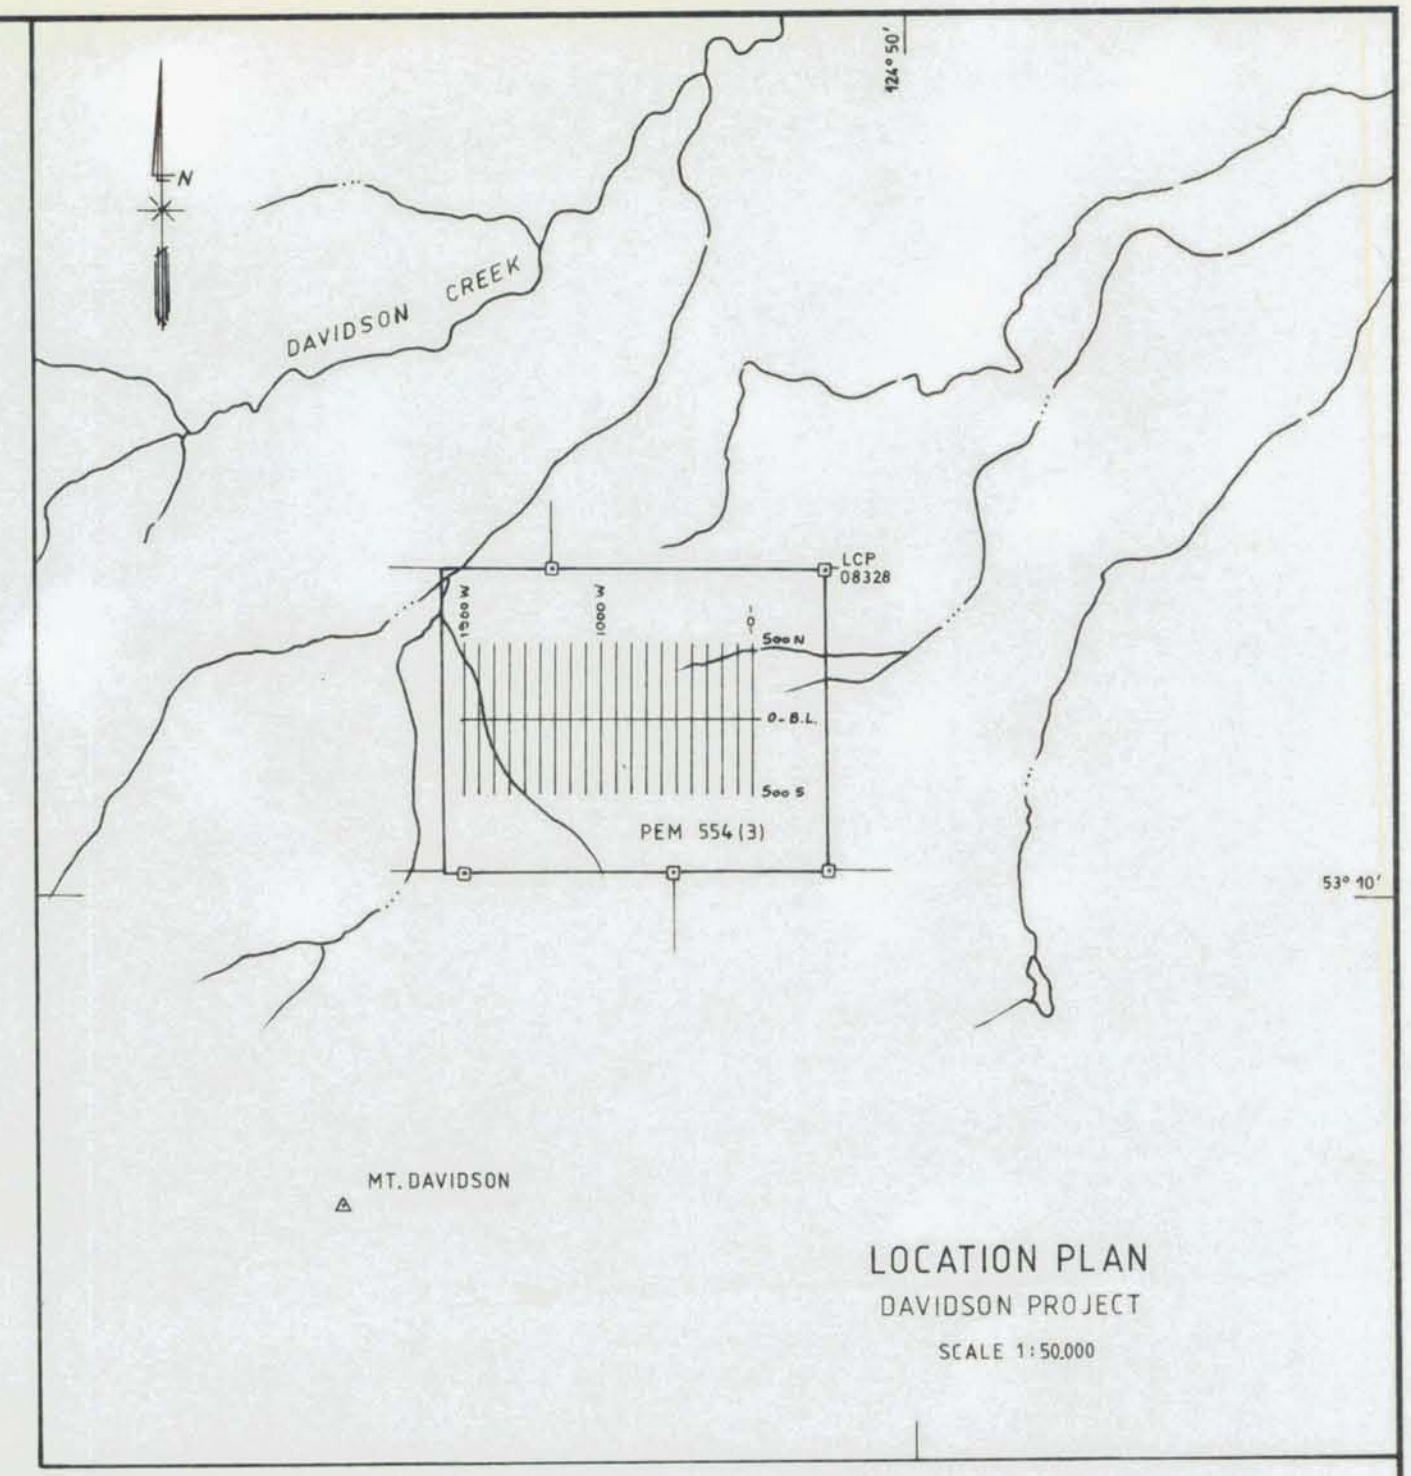 124° 50'
N
DAVIDSON CREEK
LCP
08328
1900 W
1000 W
-0-
500 N
0 - B.L.
500 S
PEM 554(3)
53° 10'
MT. DAVIDSON
LOCATION PLAN
DAVIDSON PROJECT
SCALE 1:50.000